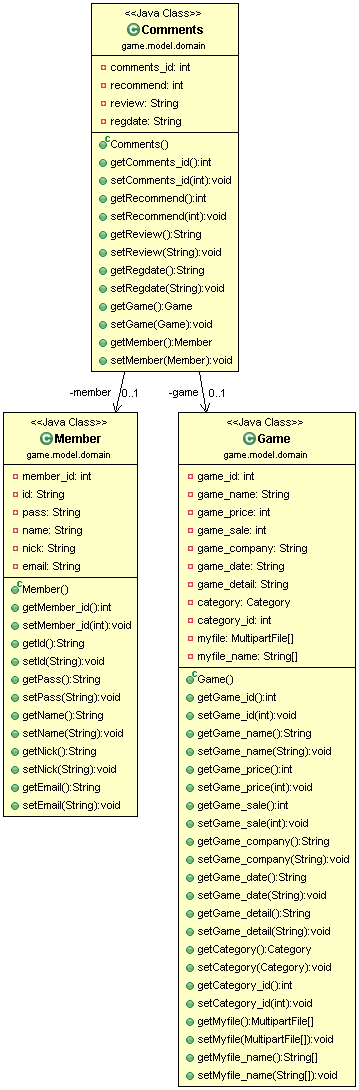 <<Java Class>>
Comments
game.model.domain
comments_id: int
recommend: int
review: String
regdate: String
Comments()
getComments_id():int
setComments_id(int):void
getRecommend():int
setRecommend(int):void
getReview():String
setReview(String):void
getRegdate():String
setRegdate(String):void
getGame():Game
setGame(Game):void
getMember():Member
setMember(Member):void
-member 0..1
-game 0..1
<<Java Class>>
Member
game.model.domain
member_id: int
id: String
pass: String
name: String
nick: String
email: String
Member()
getMember_id():int
setMember_id(int):void
getId():String
setId(String):void
getPass():String
setPass(String):void
getName():String
setName(String):void
getNick():String
setNick(String):void
getEmail():String
setEmail(String):void
<<Java Class>>
Game
game.model.domain
game_id: int
game_name: String
game_price: int
game_sale: int
game_company: String
game_date: String
game_detail: String
category: Category
category_id: int
myfile: MultipartFile[]
myfile_name: String[]
Game()
getGame_id():int
setGame_id(int):void
getGame_name():String
setGame_name(String):void
getGame_price():int
setGame_price(int):void
getGame_sale():int
setGame_sale(int):void
getGame_company():String
setGame_company(String):void
getGame_date():String
setGame_date(String):void
getGame_detail():String
setGame_detail(String):void
getCategory():Category
setCategory(Category):void
getCategory_id():int
setCategory_id(int):void
getMyfile():MultipartFile[]
setMyfile(MultipartFile[]):void
getMyfile_name():String[]
setMyfile_name(String[]):void